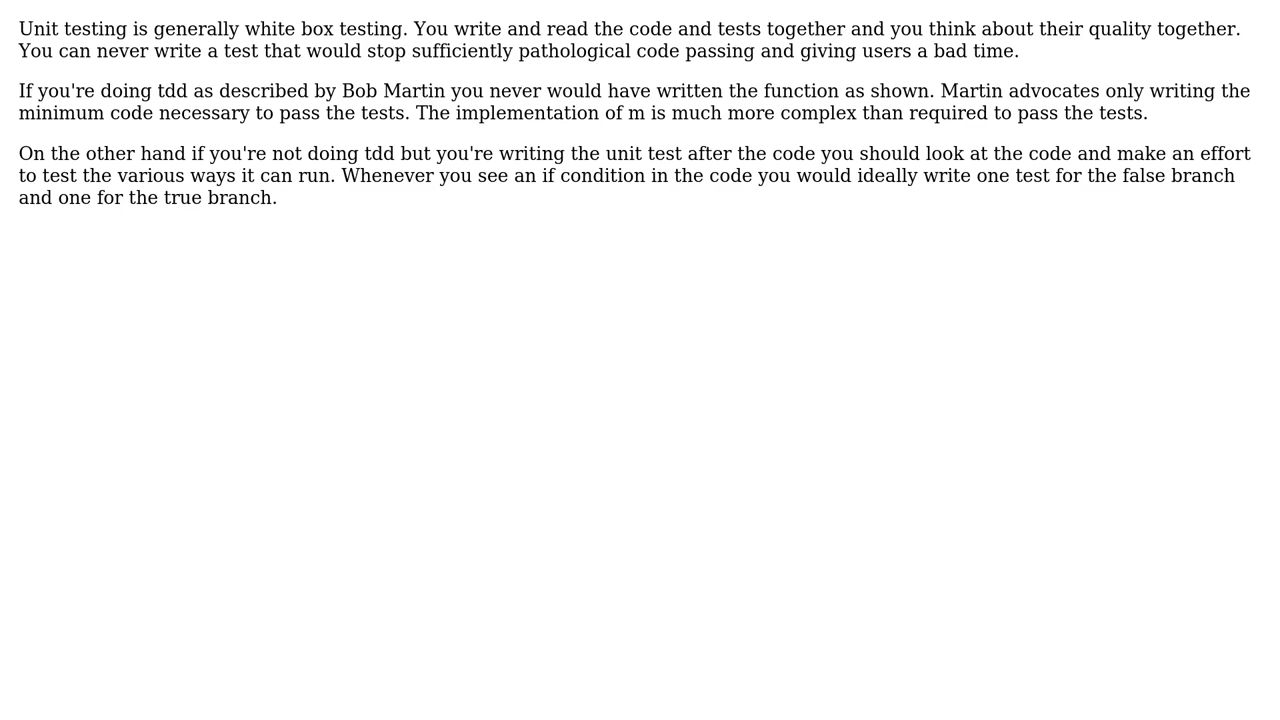 Unit testing is generally white box testing. You write and read the code and tests together and you think about their quality together.
You can never write a test that would stop sufficiently pathological code passing and giving users a bad time.
If you're doing tdd as described by Bob Martin you never would have written the function as shown. Martin advocates only writing the
minimum code necessary to pass the tests. The implementation of m is much more complex than required to pass the tests.
On the other hand if you're not doing tdd but you're writing the unit test after the code you should look at the code and make an effort
to test the various ways it can run. Whenever you see an if condition in the code you would ideally write one test for the false branch
and one for the true branch.